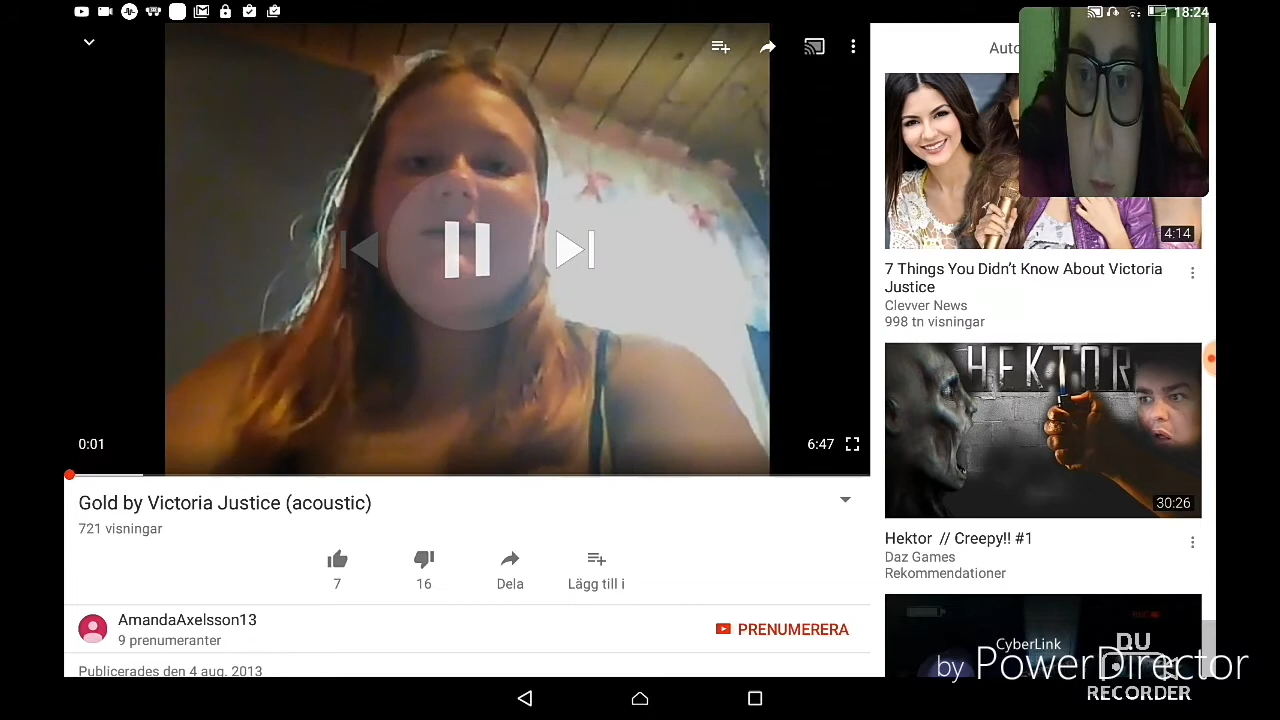 18:24
Auto
0:01
6:47
Gold by Victoria Justice (acoustic)
721 visningar
7
16
Dela
Lägg till i
AmandaAxelsson13
9 prenumeranter
PRENUMERERA
Publicerades den 4 aug. 2013
4:14
7 Things You Didn't Know About Victoria
Justice
Clevver News
998 tn visningar
HEKTOR
30:26
Hektor // Creepy!! #1
Daz Games
Rekommendationer
CyberLink
by PowerDirector
DU
RECORDER